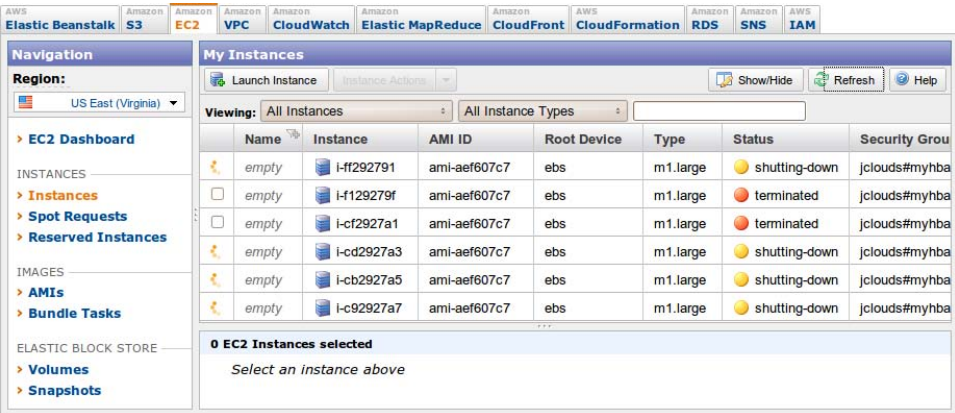 AWS Amazon Amazon Amazon Amazon Amazon Amazon AWS Amazon Amazon AWS
Elastic Beanstalk S3 EC2 VPC CloudWatch Elastic MapReduce CloudFront CloudFormation RDS SNS IAM
Navigation
Region:
US East (Virginia)
EC2 Dashboard
INSTANCES
Instances
Spot Requests
Reserved Instances
IMAGES
AMIs
Bundle Tasks
ELASTIC BLOCK STORE
Volumes
Snapshots
My Instances
Launch Instance Instance Actions Show/Hide Refresh Help
Viewing: All Instances All Instance Types
Name Instance AMI ID Root Device Type Status Security Grou
empty i-ff292791 ami-aef607c7 ebs m1.large shutting-down jclouds#myhba
empty i-f129279f ami-aef607c7 ebs m1.large terminated jclouds#myhba
empty i-cf2927a1 ami-aef607c7 ebs m1.large terminated jclouds#myhba
empty i-cd2927a3 ami-aef607c7 ebs m1.large shutting-down jclouds#myhba
empty i-cb2927a5 ami-aef607c7 ebs m1.large shutting-down jclouds#myhba
empty i-c92927a7 ami-aef607c7 ebs m1.large shutting-down jclouds#myhba
0 EC2 Instances selected
Select an instance above